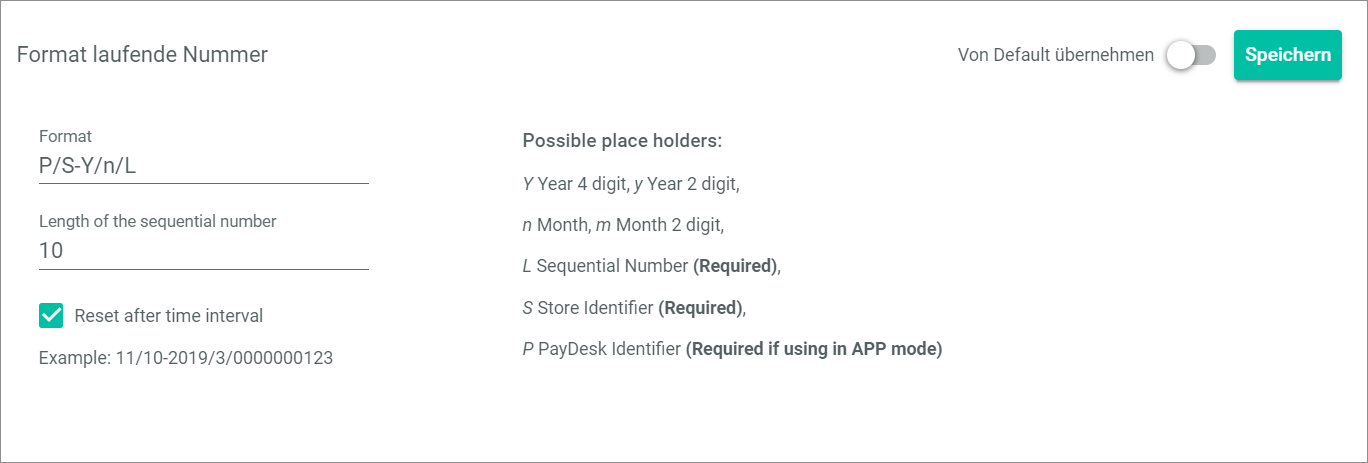 Format laufende Nummer
Von Default übernehmen
Speichern
Format
P/S-Y/n/L
Length of the sequential number
10
Reset after time interval
Example: 11/10-2019/3/0000000123
Possible place holders:
Y Year 4 digit, y Year 2 digit,
n Month, m Month 2 digit,
L Sequential Number (Required),
S Store Identifier (Required),
P PayDesk Identifier (Required if using in APP mode)